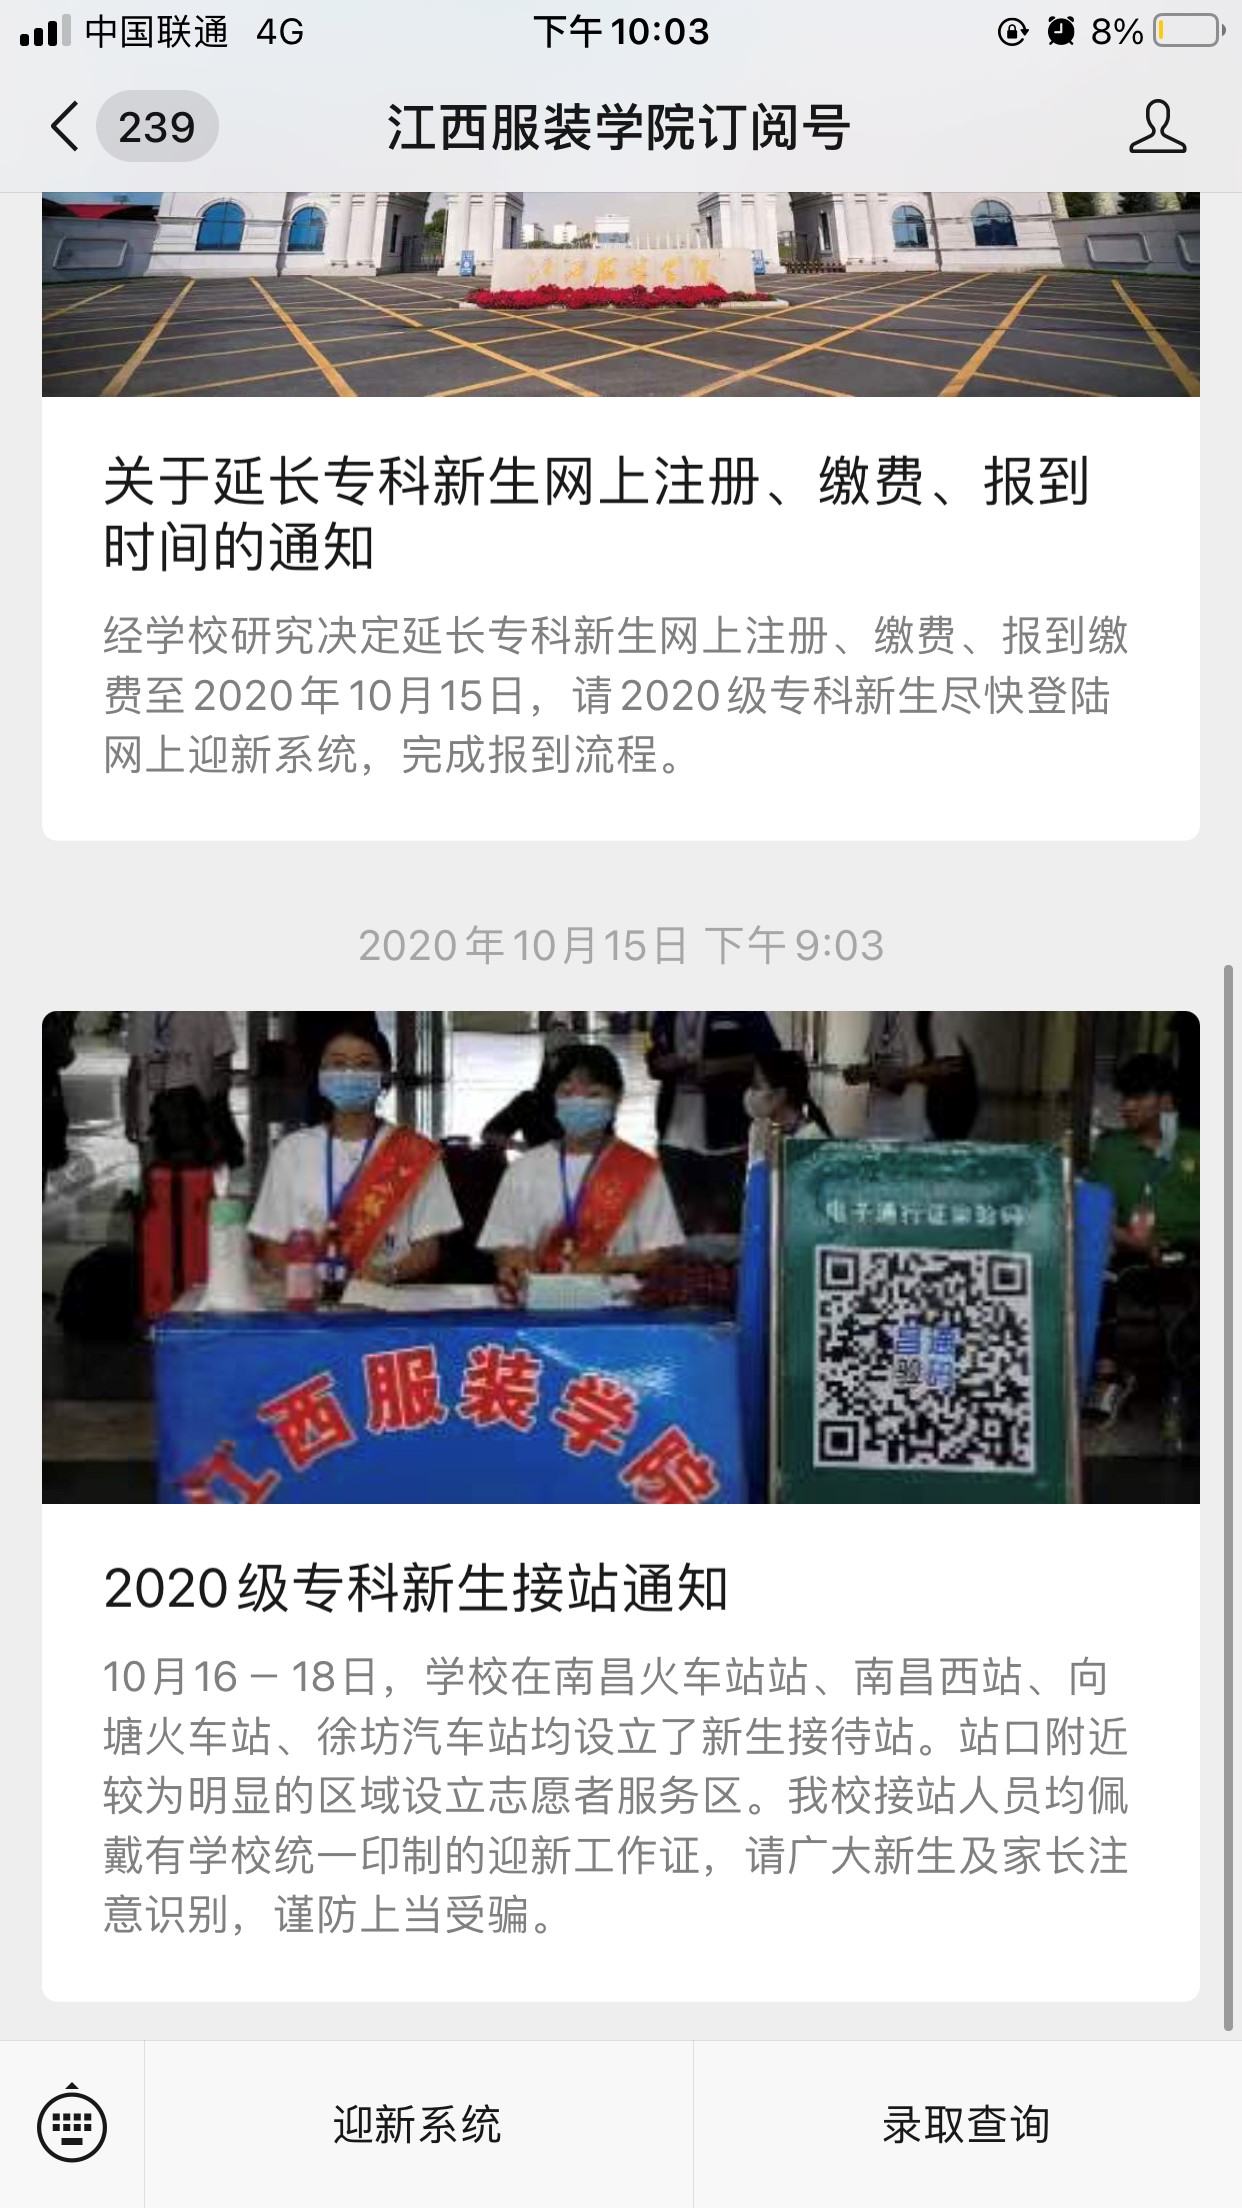 中国联通 4G 下午10:03 8%
239 江西服装学院订阅号
江西服装学院
关于延长专科新生网上注册、缴费、报到
时间的通知
经学校研究决定延长专科新生网上注册、缴费、报到缴
费至2020年10月15日，请2020级专科新生尽快登陆
网上迎新系统，完成报到流程。
2020年10月15日 下午9:03
昌通
验码
江西服装学院
2020级专科新生接站通知
10月16－18日，学校在南昌火车站站、南昌西站、向
塘火车站、徐坊汽车站均设立了新生接待站。站口附近
较为明显的区域设立志愿者服务区。我校接站人员均佩
戴有学校统一印制的迎新工作证，请广大新生及家长注
意识别，谨防上当受骗。
迎新系统 录取查询